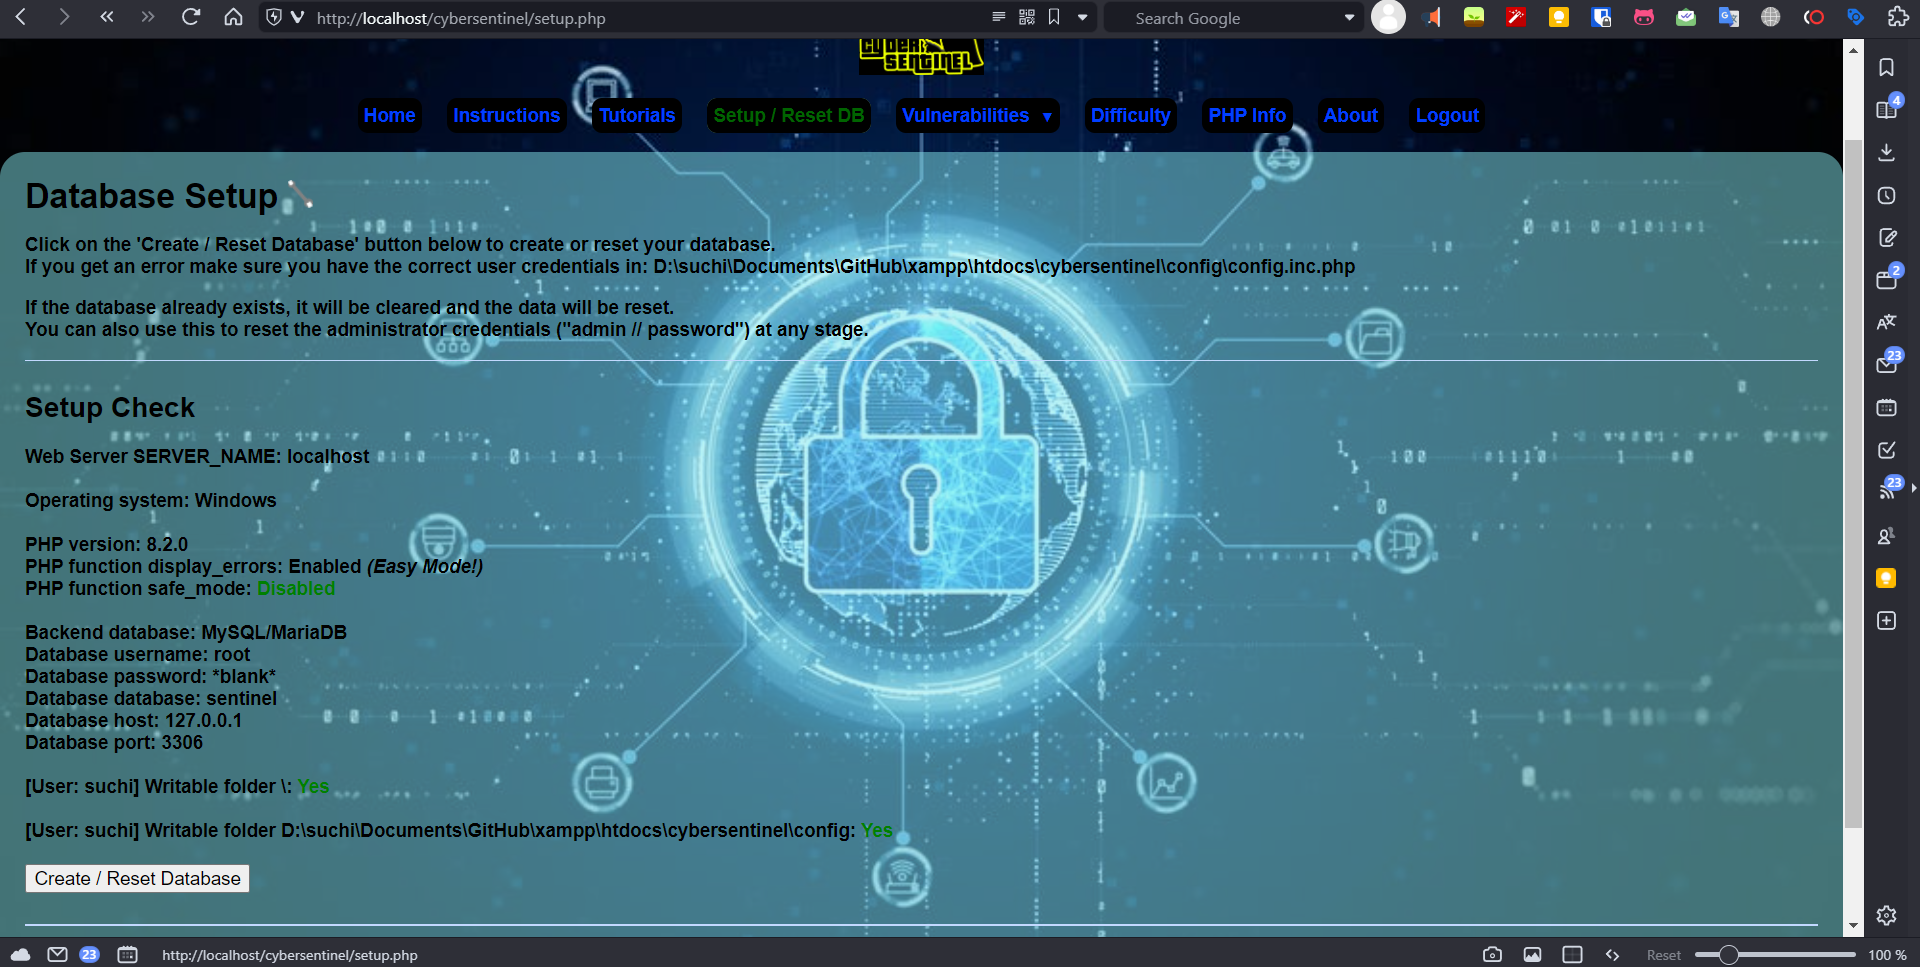 http://localhost/cybersentinel/setup.php
Search Google
CYBER
SENTINEL
Home
Instructions
Tutorials
Setup / Reset DB
Vulnerabilities ▼
Difficulty
PHP Info
About
Logout
Database Setup
Click on the 'Create / Reset Database' button below to create or reset your database.
If you get an error make sure you have the correct user credentials in: D:\suchi\Documents\GitHub\xampp\htdocs\cybersentinel\config\config.inc.php
If the database already exists, it will be cleared and the data will be reset.
You can also use this to reset the administrator credentials ("admin // password") at any stage.
Setup Check
Web Server SERVER_NAME: localhost
Operating system: Windows
PHP version: 8.2.0
PHP function display_errors: Enabled (Easy Mode!)
PHP function safe_mode: Disabled
Backend database: MySQL/MariaDB
Database username: root
Database password: *blank*
Database database: sentinel
Database host: 127.0.0.1
Database port: 3306
[User: suchi] Writable folder \: Yes
[User: suchi] Writable folder D:\suchi\Documents\GitHub\xampp\htdocs\cybersentinel\config: Yes
Create / Reset Database
4
2
23
23
23
http://localhost/cybersentinel/setup.php
Reset
100 %